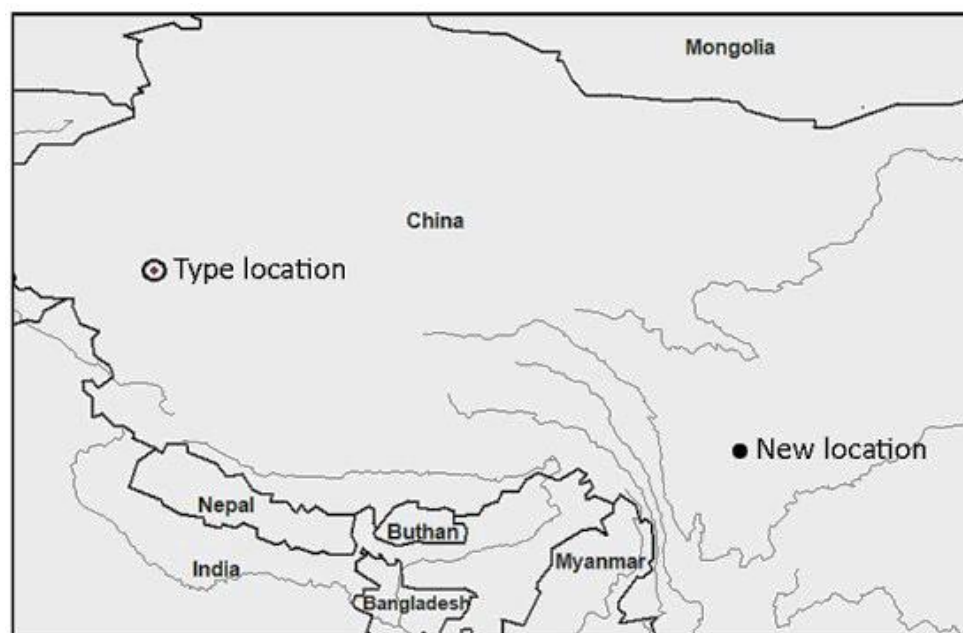 Mongolia
China
Type location
New location
Nepal
Buthan
Myanmar
India
Bangladesh